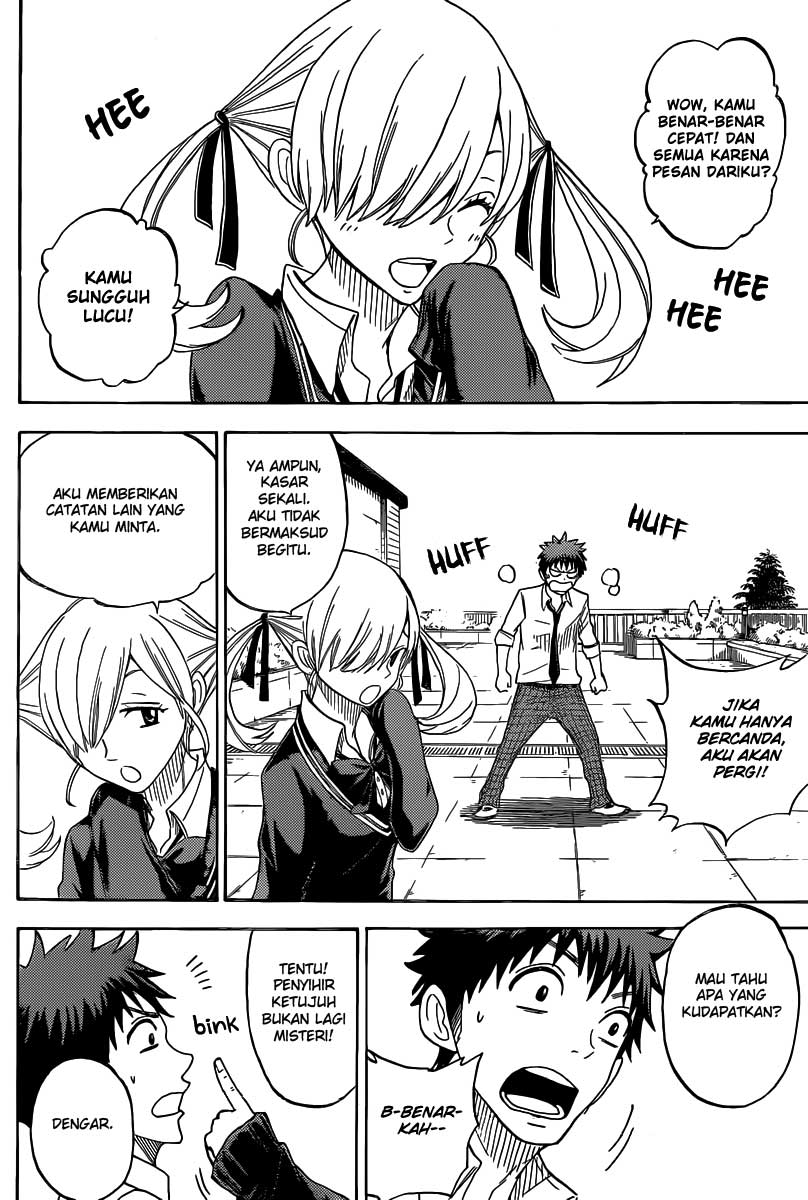 WOW, KAMU
BENAR-BENAR
CEPAT! DAN
SEMUA KARENA
PESAN DARIKU?
HEE
KAMU
SUNGGUH
LUCU!
HEE
HEE
YA AMPUN,
KASAR
SEKALI.
AKU TIDAK
BERMAKSUD
BEGITU.
AKU MEMBERIKAN
CATATAN LAIN YANG
KAMU MINTA.
HUFF
HUFF
JIKA
KAMU HANYA
BERCANDA,
AKU AKAN
PERGI!
MAU TAHU
APA YANG
KUDAPATKAN?
B-BENAR-
KAH--
TENTU!
PENYIHIR
KETUJUH
BUKAN LAGI
MISTERI!
bink
DENGAR.